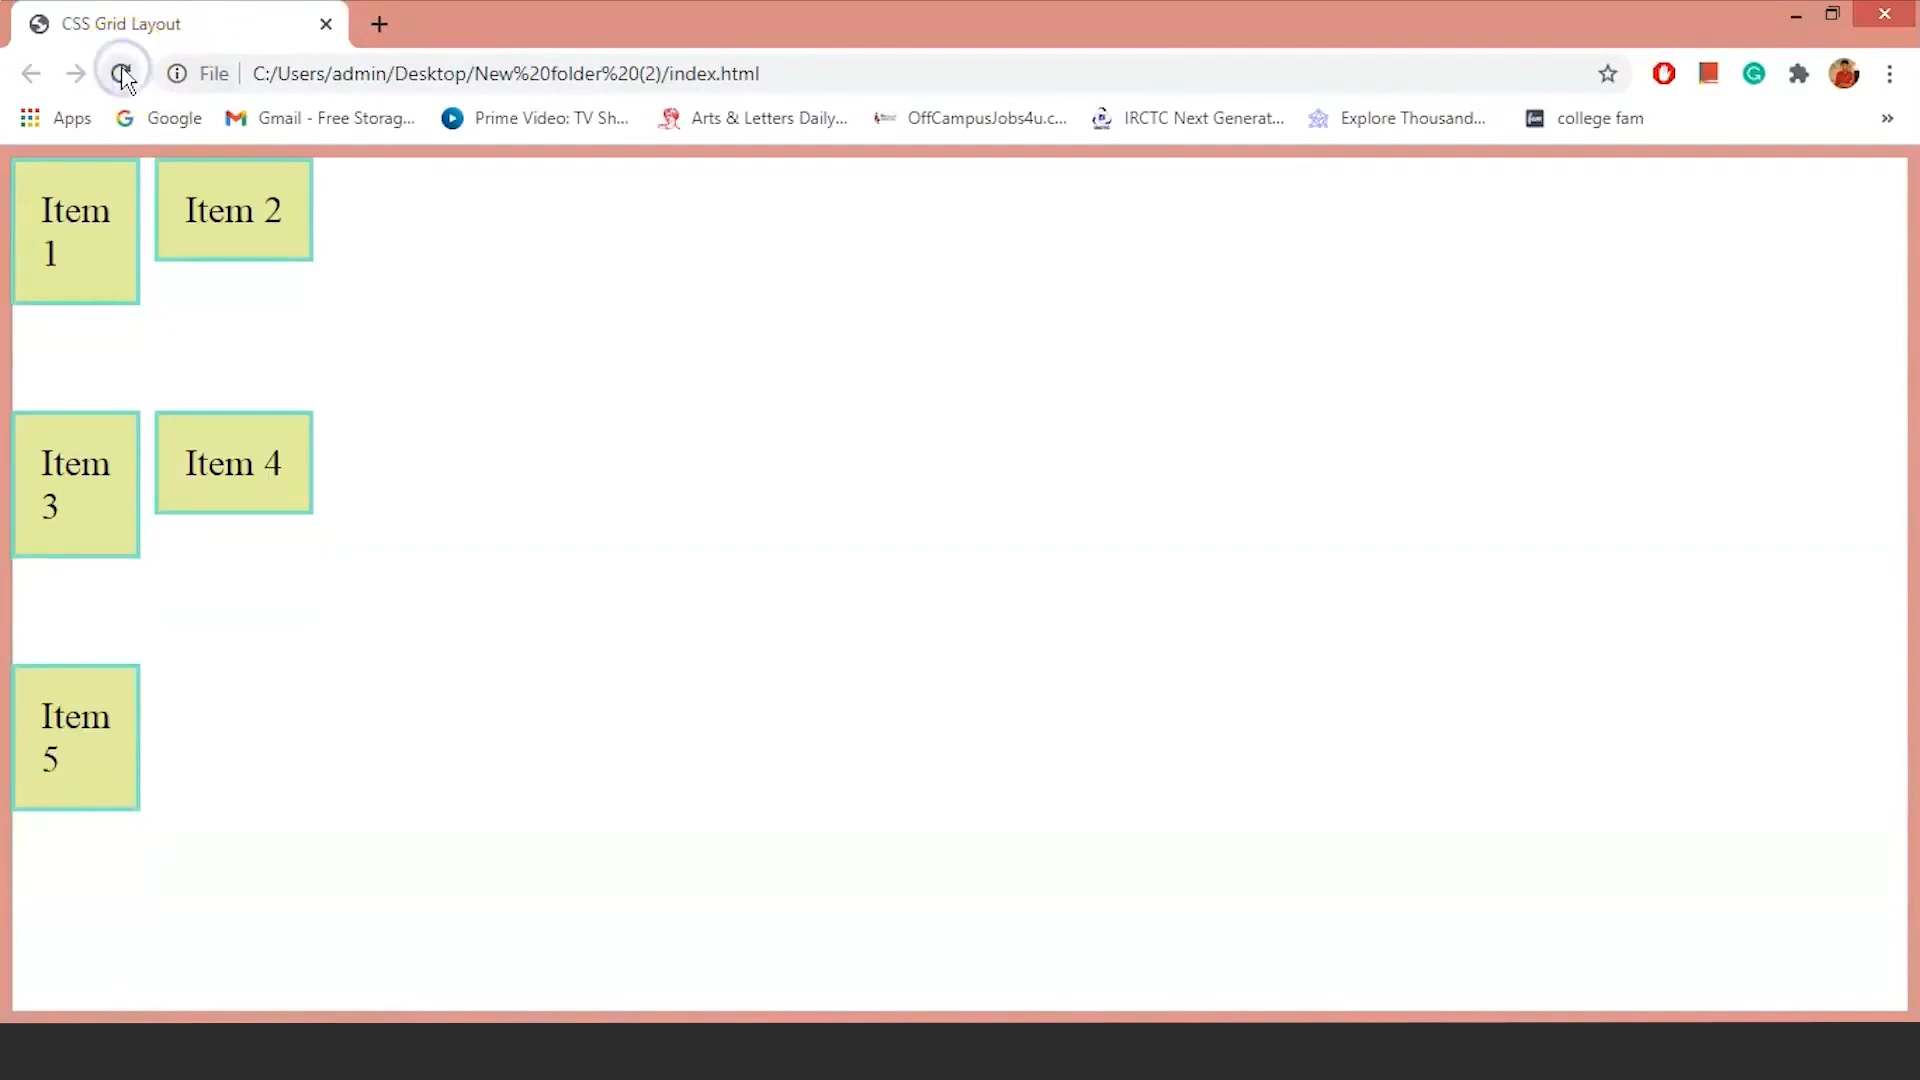 CSS Grid Layout
File
C:/Users/admin/Desktop/New%20folder%20(2)/index.html
Apps
Google
Gmail - Free Storag...
Prime Video: TV Sh...
Arts & Letters Daily...
OffCampusJobs4u.c...
IRCTC Next Generat...
Explore Thousand...
college fam
Item
1
Item 2
Item
3
Item 4
Item
5